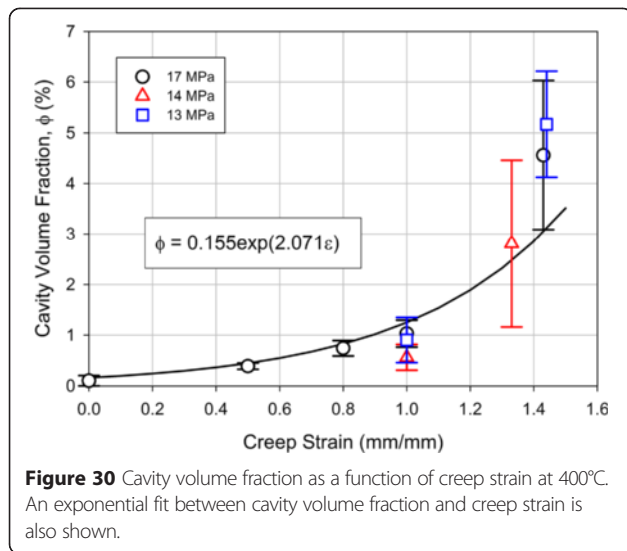 7
6
5
4
3
2
1
0
Cavity Volume Fraction, ϕ (%)
17 MPa
14 MPa
13 MPa
ϕ = 0.155exp(2.071ε)
0.0 0.2 0.4 0.6 0.8 1.0 1.2 1.4 1.6
Creep Strain (mm/mm)
Figure 30 Cavity volume fraction as a function of creep strain at 400°C.
An exponential fit between cavity volume fraction and creep strain is
also shown.